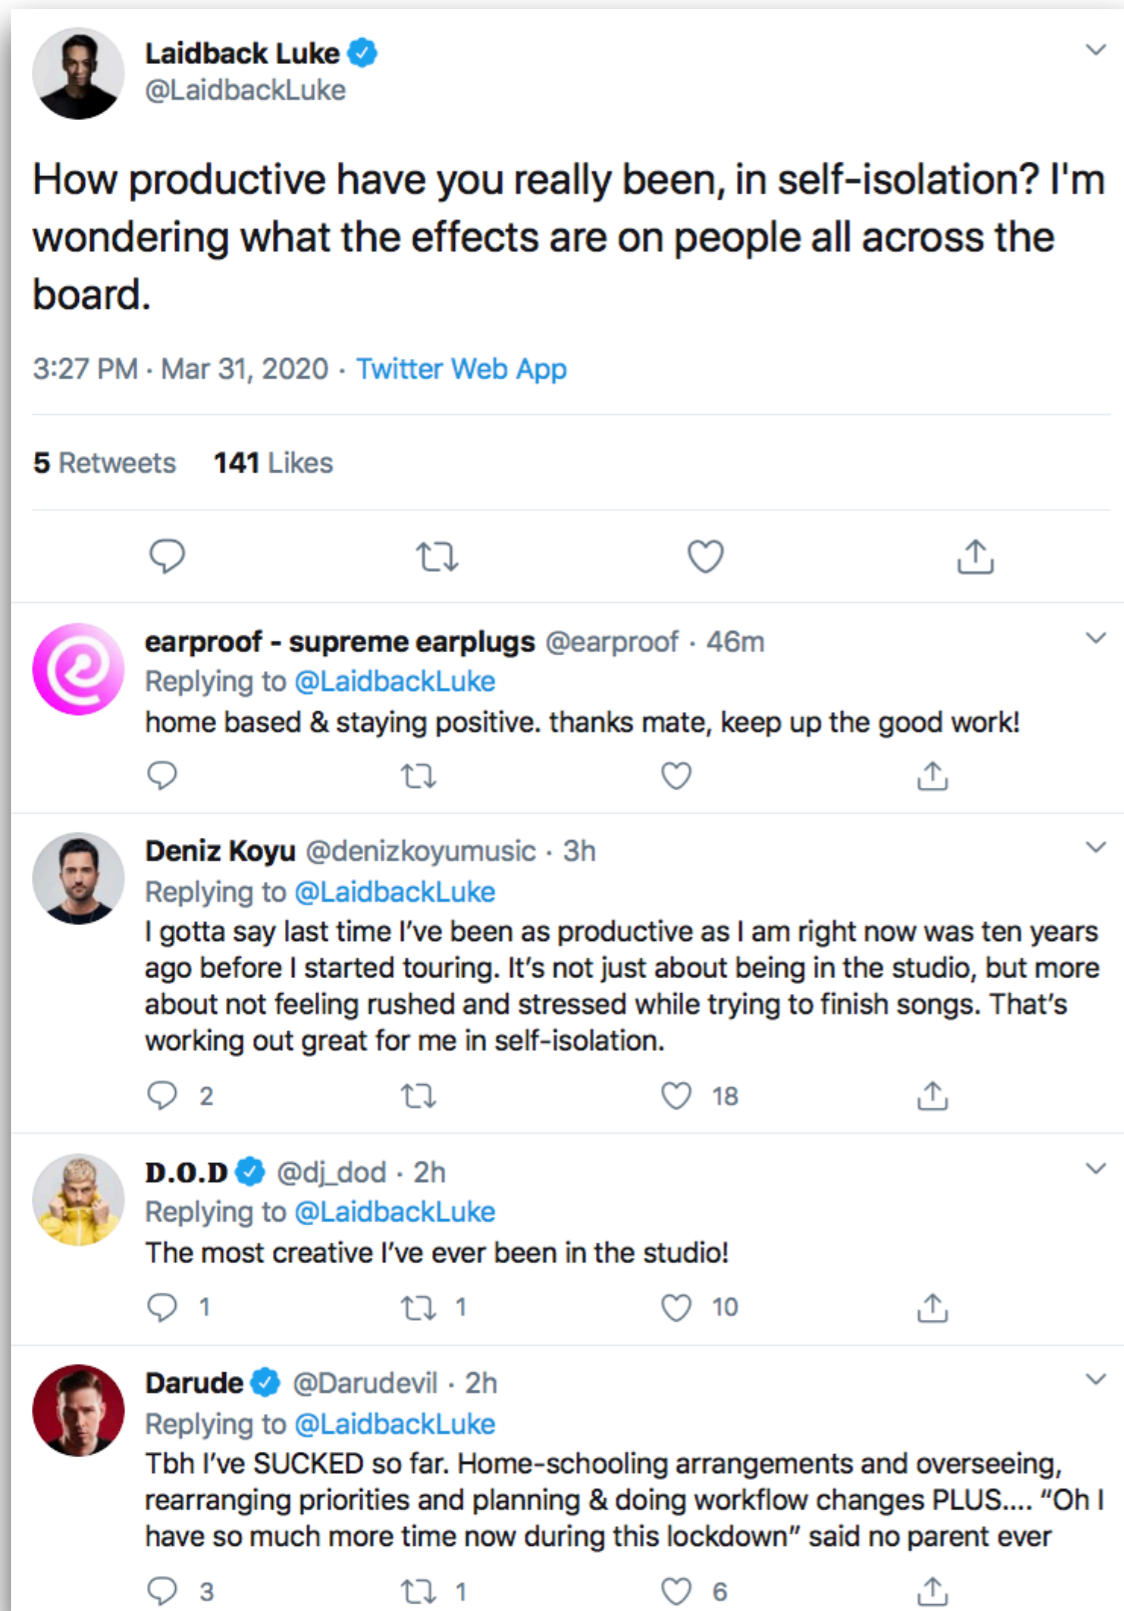 Laidback Luke
@LaidbackLuke
How productive have you really been, in self-isolation? I'm
wondering what the effects are on people all across the
board.
3:27 PM · Mar 31, 2020 · Twitter Web App
5 Retweets 141 Likes
earproof - supreme earplugs @earproof · 46m
Replying to @LaidbackLuke
home based & staying positive. thanks mate, keep up the good work!
Deniz Koyu @denizkoyumusic · 3h
Replying to @LaidbackLuke
I gotta say last time I’ve been as productive as I am right now was ten years
ago before I started touring. It’s not just about being in the studio, but more
about not feeling rushed and stressed while trying to finish songs. That’s
working out great for me in self-isolation.
2 18
D.O.D @dj_dod · 2h
Replying to @LaidbackLuke
The most creative I’ve ever been in the studio!
1 1 10
Darude @Darudevil · 2h
Replying to @LaidbackLuke
Tbh I’ve SUCKED so far. Home-schooling arrangements and overseeing,
rearranging priorities and planning & doing workflow changes PLUS.... “Oh I
have so much more time now during this lockdown” said no parent ever
3 1 6